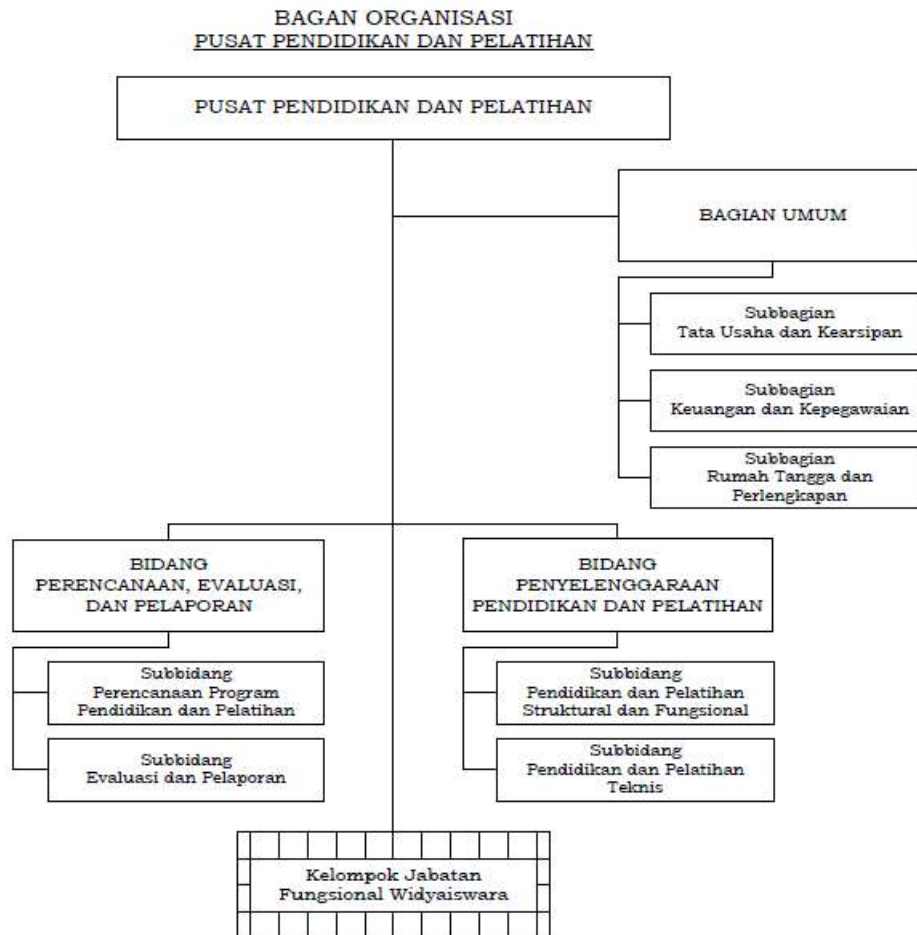 BAGAN ORGANISASI
PUSAT PENDIDIKAN DAN PELATIHAN
PUSAT PENDIDIKAN DAN PELATIHAN
BAGIAN UMUM
Subbagian
Tata Usaha dan Kearsipan
Subbagian
Keuangan dan Kepegawaian
Subbagian
Rumah Tangga dan
Perlengkapan
BIDANG
PERENCANAAN, EVALUASI,
DAN PELAPORAN
Subbidang
Perencanaan Program
Pendidikan dan Pelatihan
Subbidang
Evaluasi dan Pelaporan
BIDANG
PENYELENGGARAAN
PENDIDIKAN DAN PELATIHAN
Subbidang
Pendidikan dan Pelatihan
Struktural dan Fungsional
Subbidang
Pendidikan dan Pelatihan
Teknis
Kelompok Jabatan
Fungsional Widyaiswara